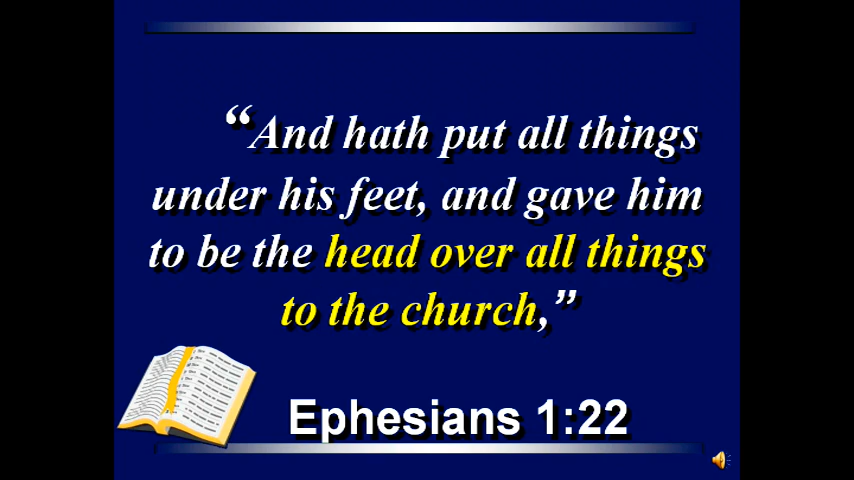 “And hath put all things
under his feet, and gave him
to be the head over all things
to the church,”
Ephesians 1:22